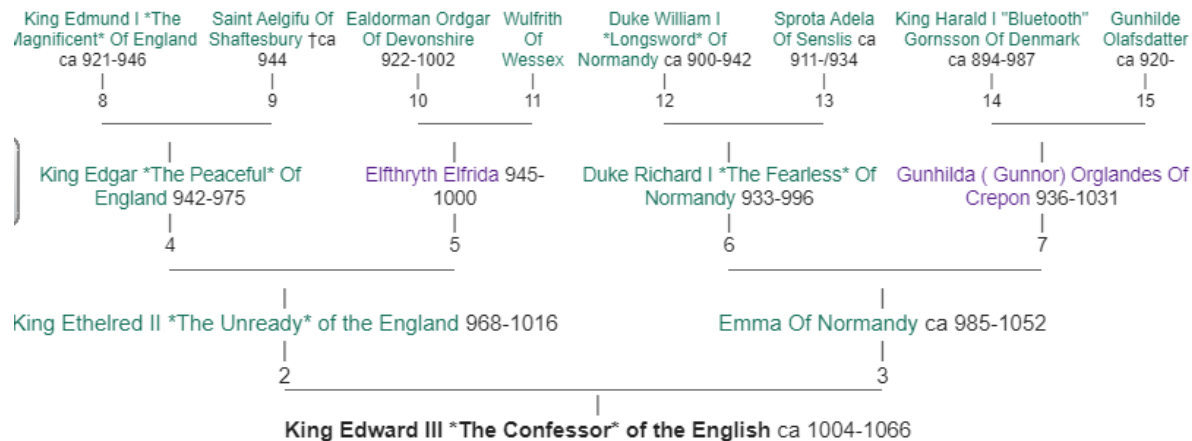 King Edmund I *The Magnificent* Of England ca 921-946
Saint Aelgifu Of Shaftesbury †ca 944
Ealdorman Ordgar Of Devonshire 922-1002
Wulfrith Of Wessex
Duke William I *Longsword* Of Normandy ca 900-942
Sprota Adela Of Senslis ca 911-/934
King Harald I "Bluetooth" Gornsson Of Denmark ca 894-987
Gunhilde Olafsdatter ca 920-
8 9 10 11 12 13 14 15
King Edgar *The Peaceful* Of England 942-975
Elfthryth Elfrida 945-1000
Duke Richard I *The Fearless* Of Normandy 933-996
Gunhilda ( Gunnor) Orglandes Of Crepon 936-1031
4 5 6 7
King Ethelred II *The Unready* of the England 968-1016
Emma Of Normandy ca 985-1052
2 3
King Edward III *The Confessor* of the English ca 1004-1066